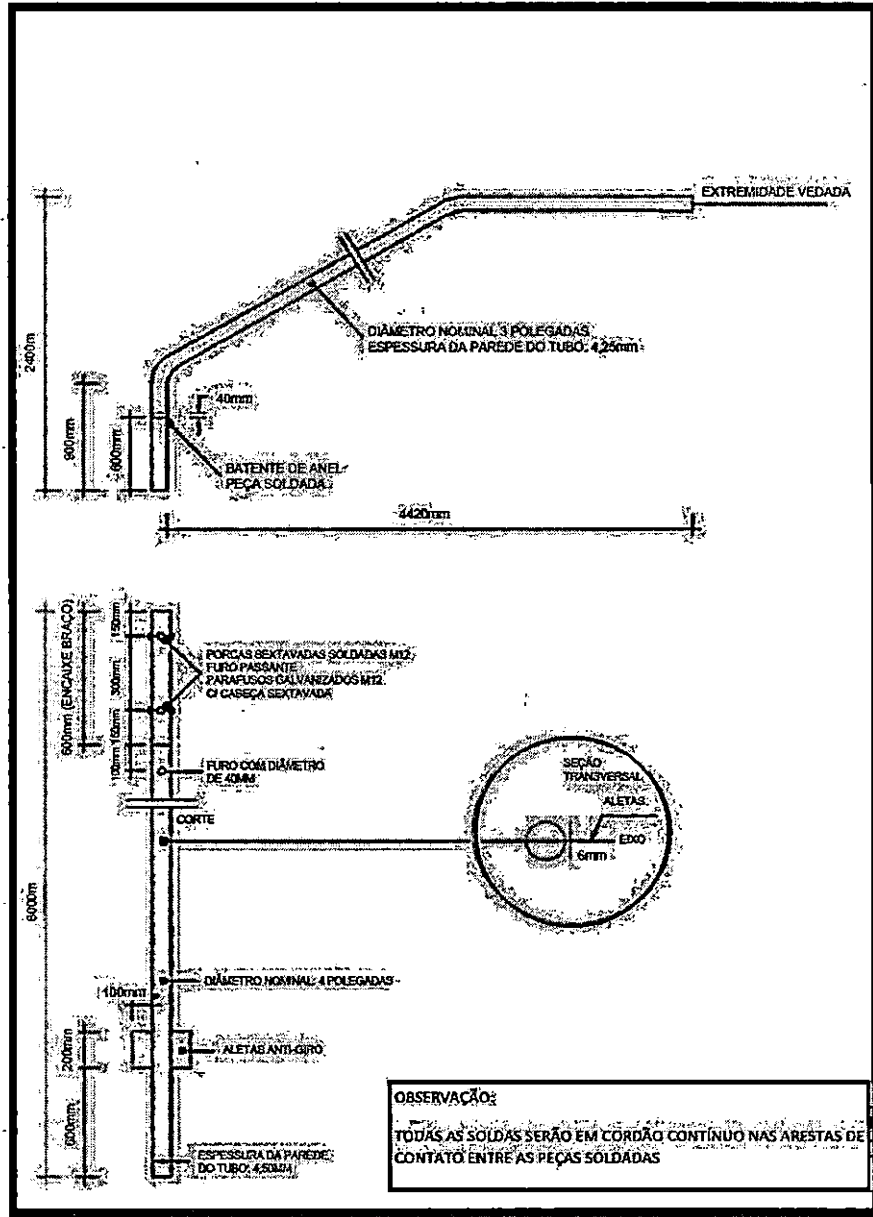 EXTREMIDADE VEDADA
DIÂMETRO NOMINAL 3 POLEGADAS
ESPESSURA DA PAREDE DO TUBO: 4,25mm
2400m
900mm
600mm
40mm
BATENTE DE ANEL
PEÇA SOLDADA
4420mm
600mm (ENCAIXE BRAÇO)
150mm
300mm
150mm
100mm
PORCAS SEXTAVADAS SOLDADAS M12
FURO PASSANTE
PARAFUSOS GALVANIZADOS M12
C/ CABEÇA SEXTAVADA
FURO COM DIÂMETRO
DE 40MM
CORTE
SEÇÃO
TRANSVERSAL
ALETAS
EIXO
6mm
6000m
DIÂMETRO NOMINAL: 4 POLEGADAS
100mm
200mm
ALETAS ANTI-GIRO
600mm
ESPESSURA DA PAREDE
DO TUBO: 4,50MM
OBSERVAÇÃO:
TODAS AS SOLDAS SERÃO EM CORDÃO CONTÍNUO NAS ARESTAS DE
CONTATO ENTRE AS PEÇAS SOLDADAS